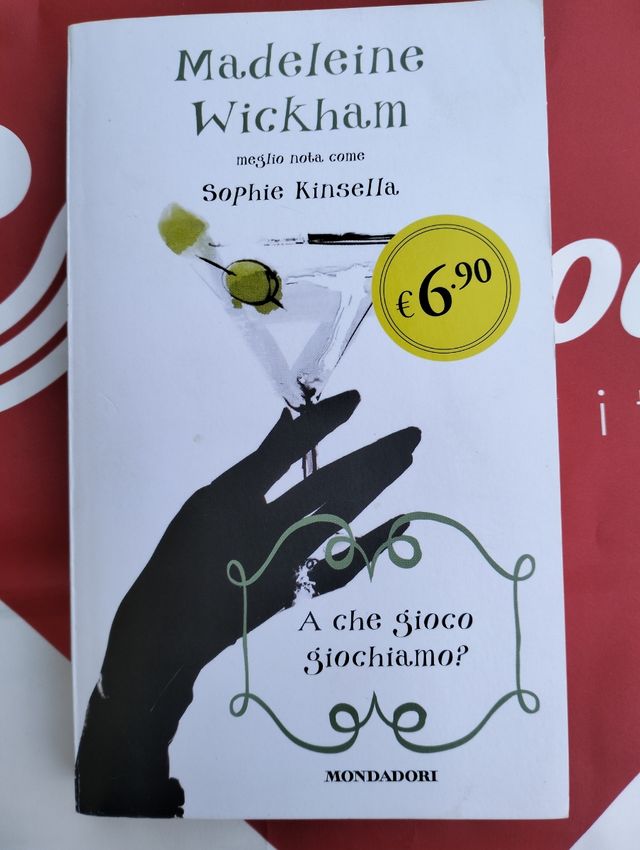 Madeleine
Wickham
meglio nota come
Sophie Kinsella
€6.90
A che gioco
giochiamo?
MONDADORI